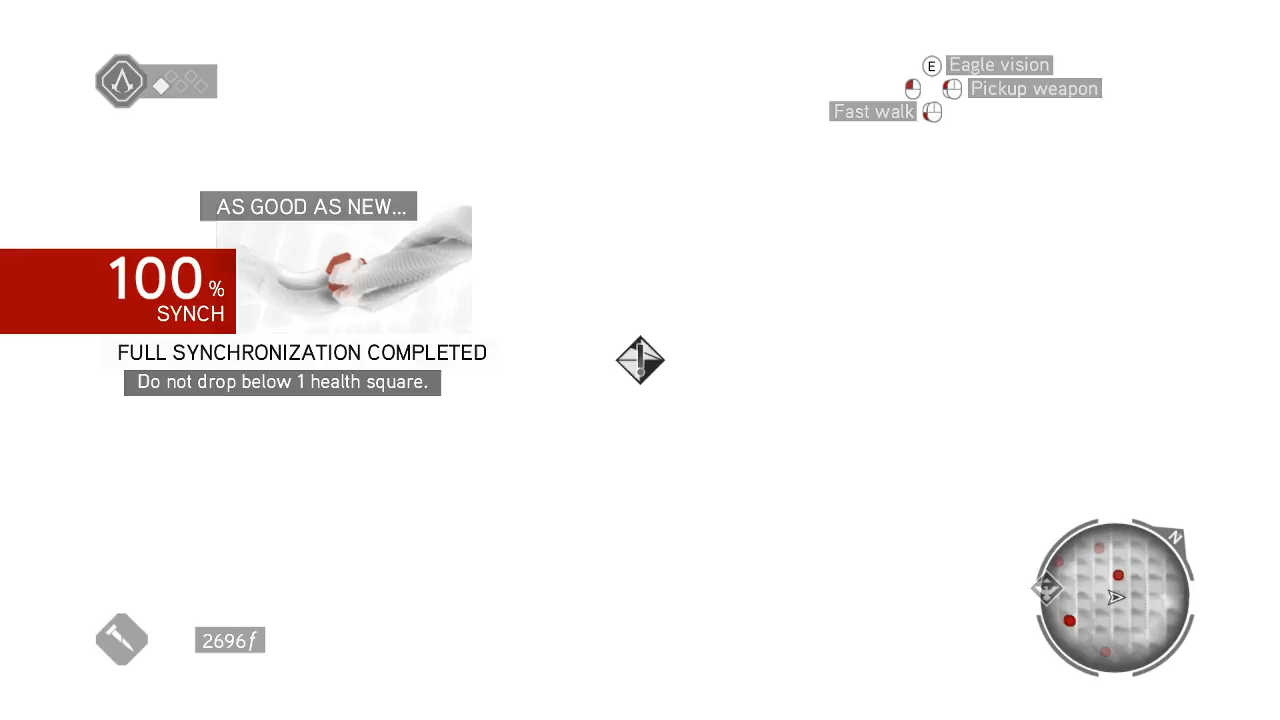 E Eagle vision
Pickup weapon
Fast walk
AS GOOD AS NEW...
100 %
SYNCH
FULL SYNCHRONIZATION COMPLETED
Do not drop below 1 health square.
N
2696 ƒ